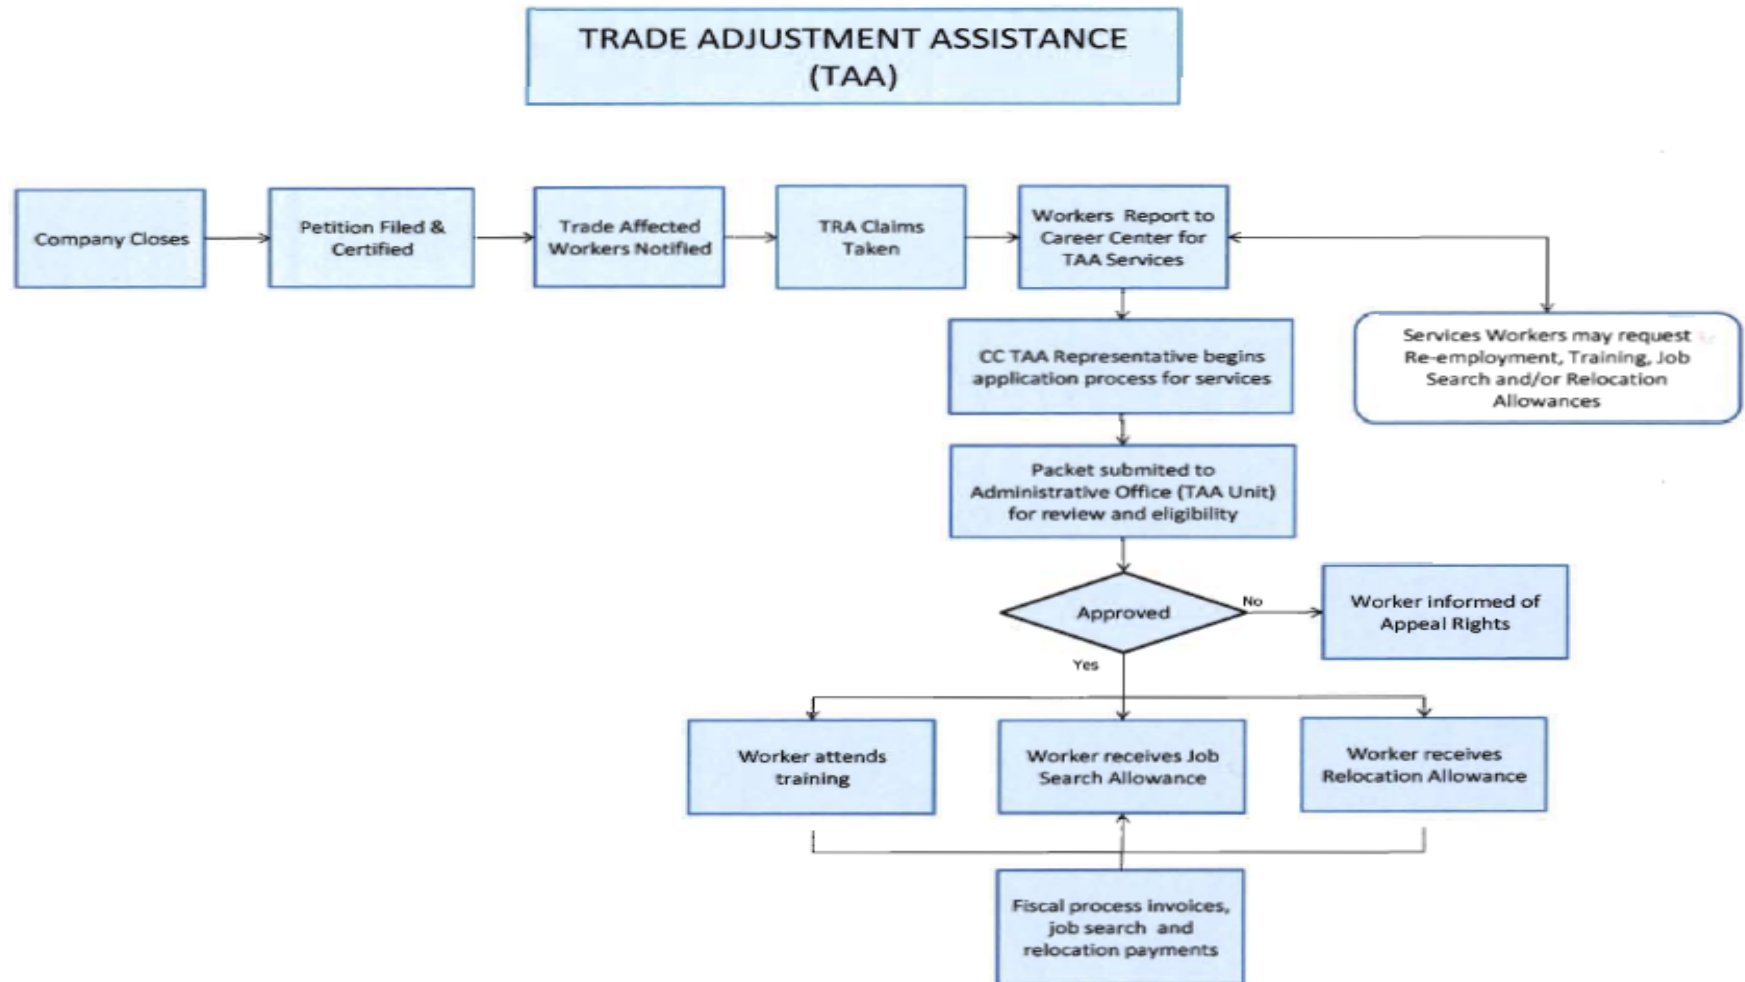 TRADE ADJUSTMENT ASSISTANCE
(TAA)
Company Closes
Petition Filed &
Certified
Trade Affected
Workers Notified
TRA Claims
Taken
Workers Report to
Career Center for
TAA Services
Services Workers may request
Re-employment, Training, Job
Search and/or Relocation
Allowances
CC TAA Representative begins
application process for services
Packet submited to
Administrative Office (TAA Unit)
for review and eligibility
Approved
No
Worker informed of
Appeal Rights
Yes
Worker attends
training
Worker receives Job
Search Allowance
Worker receives
Relocation Allowance
Fiscal process invoices,
job search and
relocation payments